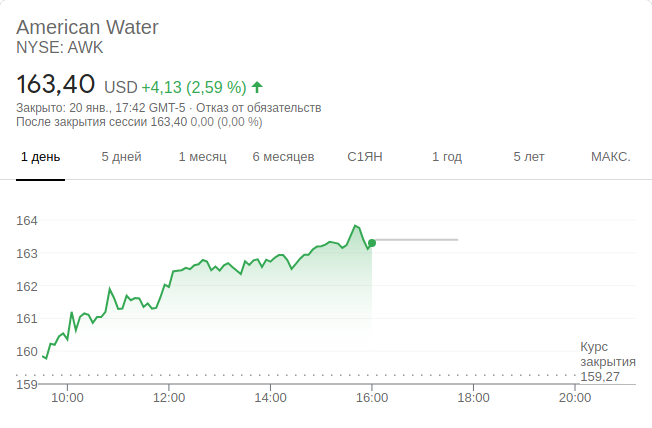 American Water
NYSE: AWK
163,40 USD +4,13 (2,59 %)
Закрыто: 20 янв., 17:42 GMT-5 · Отказ от обязательств
После закрытия сессии 163,40 0,00 (0,00 %)
1 день 5 дней 1 месяц 6 месяцев С1ЯН 1 год 5 лет МАКС.
164
163
162
161
160
159
Курс
закрытия
159,27
10:00 12:00 14:00 16:00 18:00 20:00